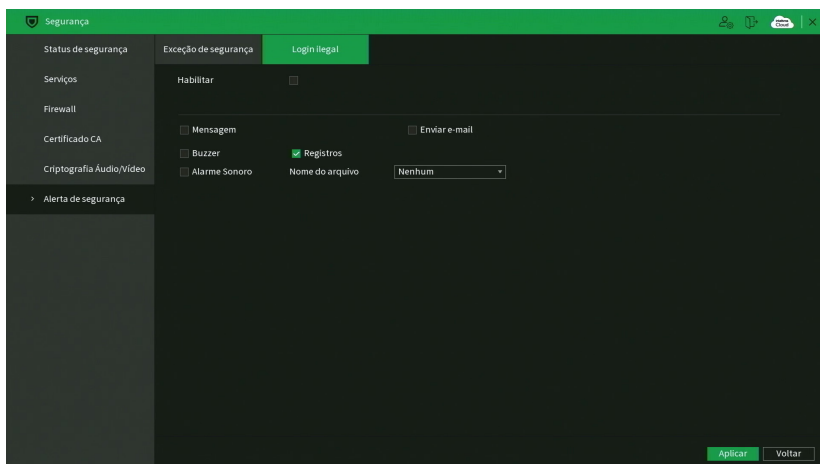 Segurança
Cloud
Status de segurança
Serviços
Firewall
Certificado CA
Criptografia Áudio/Vídeo
Alerta de segurança
Exceção de segurança
Login ilegal
Habilitar
Mensagem
Enviar e-mail
Buzzer
Registros
Alarme Sonoro
Nome do arquivo
Nenhum
Aplicar
Voltar